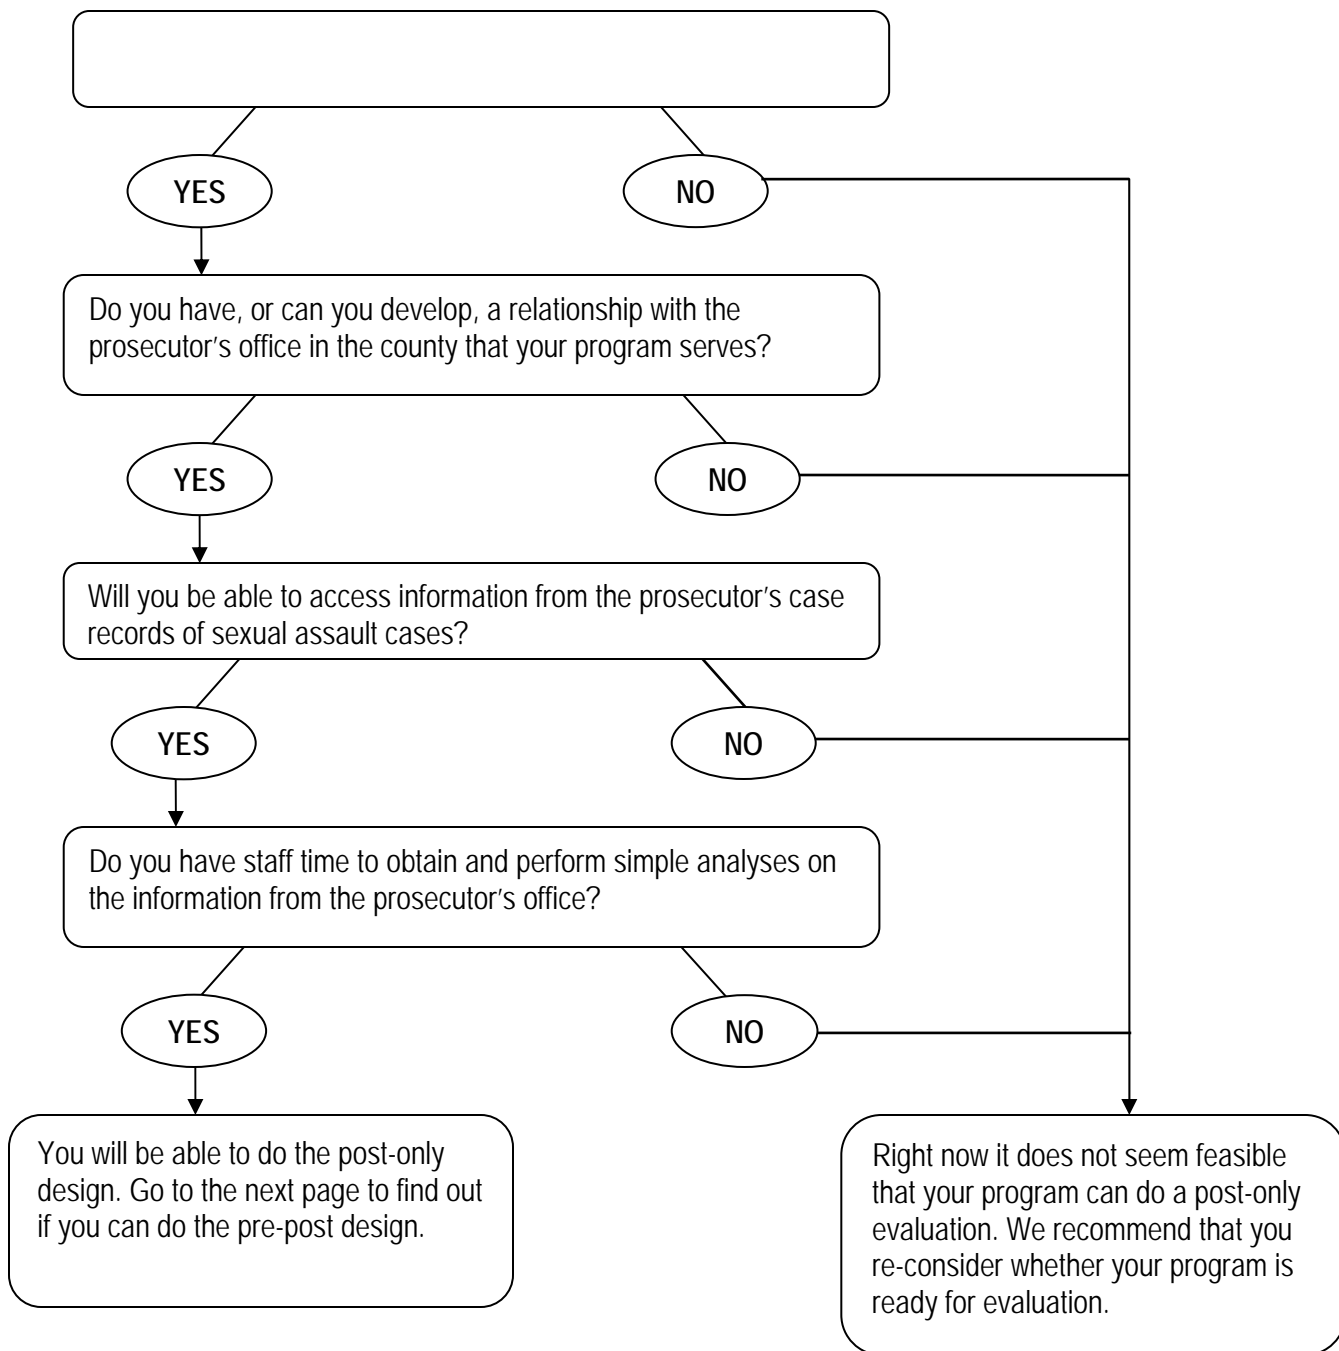 YES
NO
Do you have, or can you develop, a relationship with the
prosecutor's office in the county that your program serves?
YES
NO
Will you be able to access information from the prosecutor's case
records of sexual assault cases?
YES
NO
Do you have staff time to obtain and perform simple analyses on
the information from the prosecutor's office?
YES
NO
You will be able to do the post-only
design. Go to the next page to find out
if you can do the pre-post design.
Right now it does not seem feasible
that your program can do a post-only
evaluation. We recommend that you
re-consider whether your program is
ready for evaluation.